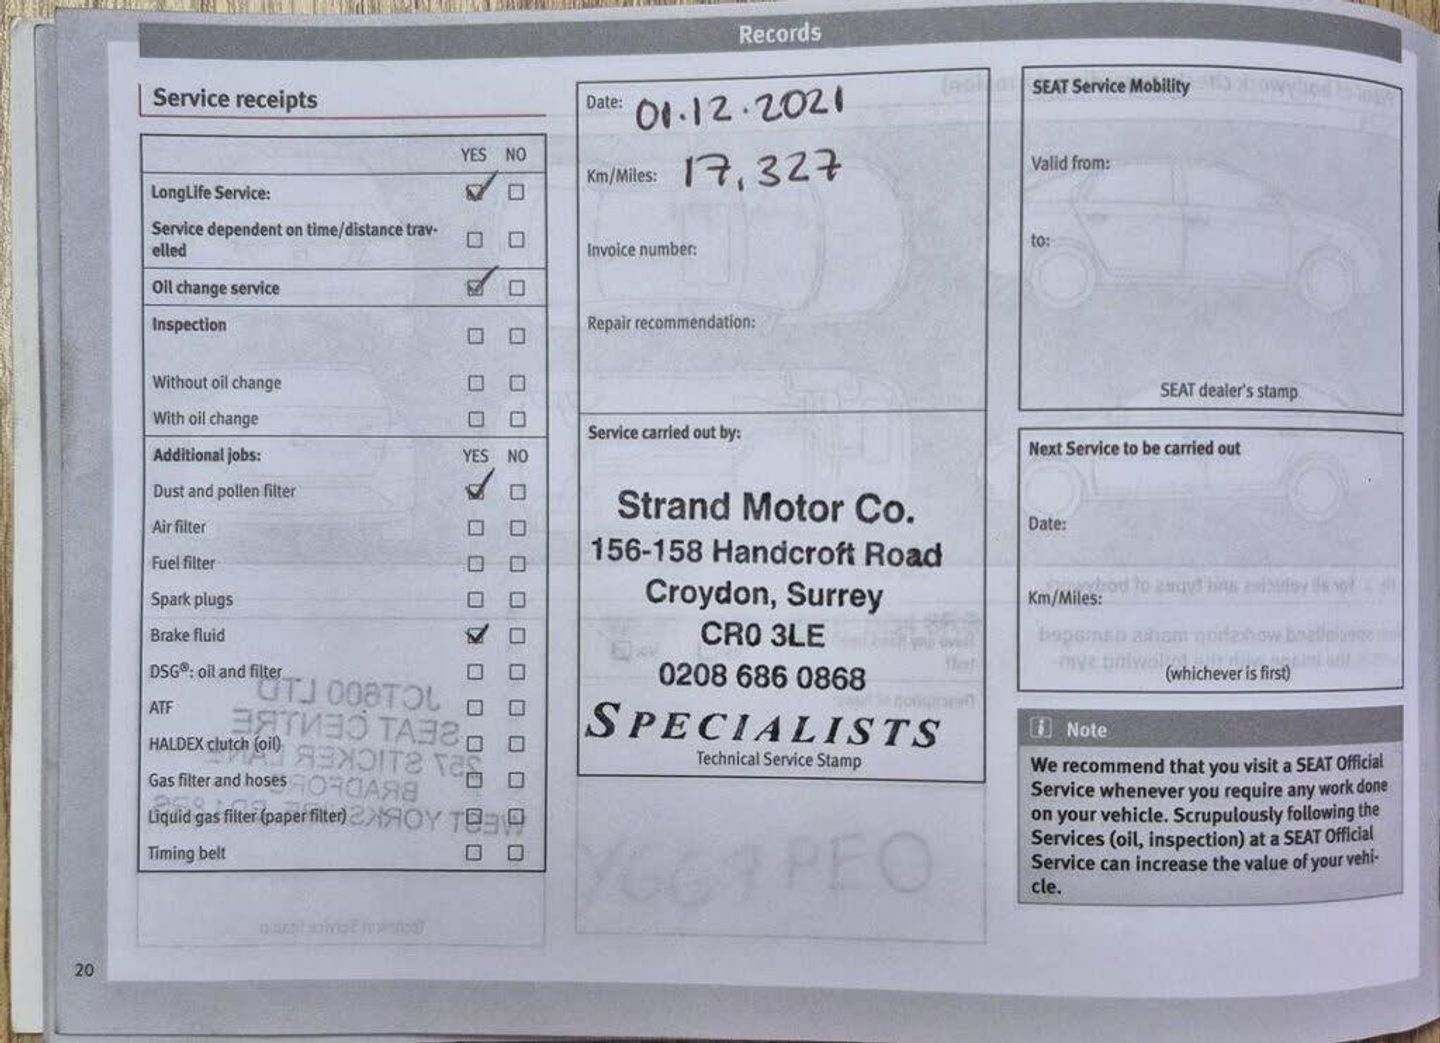 Records
Service receipts
YES NO
LongLife Service:
Service dependent on time/distance trav-
elled
Oil change service
Inspection
Without oil change
With oil change
Additional jobs: YES NO
Dust and pollen filter
Air filter
Fuel filter
Spark plugs
Brake fluid
DSG®: oil and filter
ATF
HALDEX clutch (oil)
Gas filter and hoses
Liquid gas filter (paper filter)
Timing belt
Date: 01.12.2021
Km/Miles: 17,327
Invoice number:
Repair recommendation:
Service carried out by:
Strand Motor Co.
156-158 Handcroft Road
Croydon, Surrey
CR0 3LE
0208 686 0868
SPECIALISTS
Technical Service Stamp
SEAT Service Mobility
Valid from:
to:
SEAT dealer's stamp
Next Service to be carried out
Date:
Km/Miles:
(whichever is first)
i Note
We recommend that you visit a SEAT Official
Service whenever you require any work done
on your vehicle. Scrupulously following the
Services (oil, inspection) at a SEAT Official
Service can increase the value of your vehi-
cle.
20